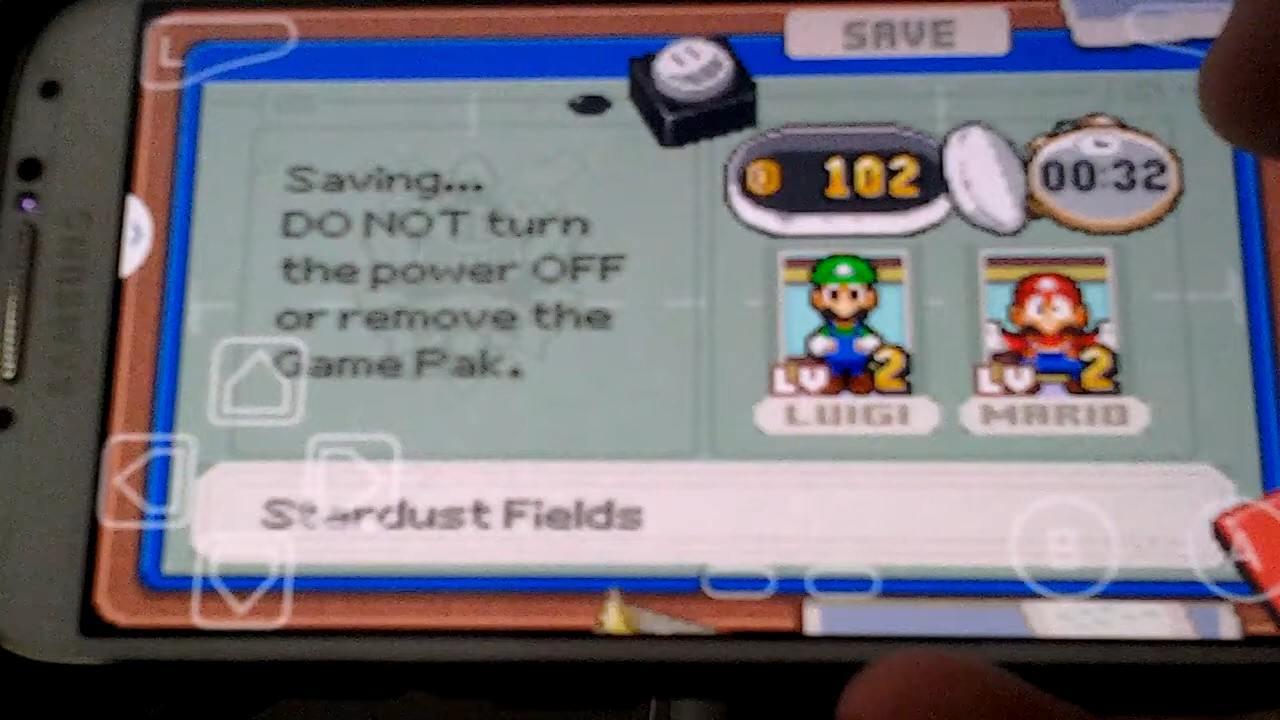 L
SAVE
SAMSUNG
102
00:32
Saving...
DO NOT turn
the power OFF
or remove the
Game Pak.
LV 2
LV 2
LUIGI
MARIO
Stardust Fields
B
A